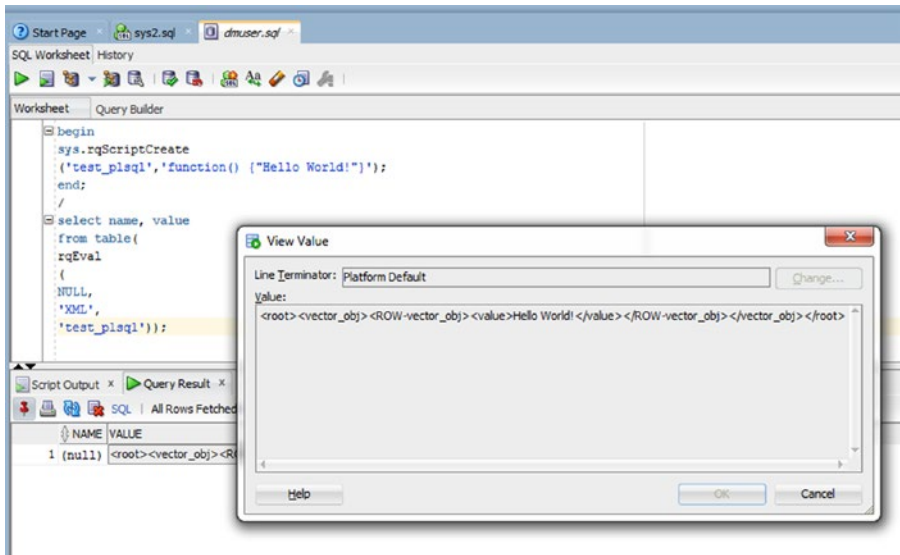 Start Page sys2.sql dmuser.sql
SQL Worksheet History
Worksheet Query Builder
begin
sys.rqScriptCreate
('test_plsql','function() {"Hello World!"}');
end;
/
select name, value
from table(
rqEval
(
NULL,
'XML',
'test_plsql'));
View Value
Line Terminator: Platform Default Change...
Value:
<root><vector_obj><ROW-vector_obj><value>Hello World!</value></ROW-vector_obj></vector_obj></root>
Script Output Query Result
SQL | All Rows Fetched
NAME VALUE
1 (null) <root><vector_obj><RO
Help OK Cancel